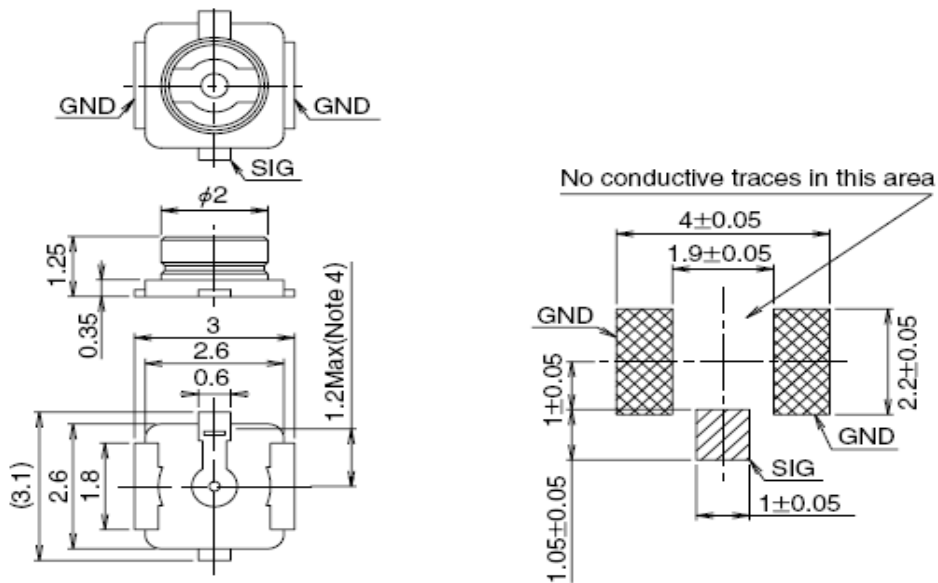 GND
GND
SIG
ϕ2
1.25
0.35
3
2.6
0.6
1.2Max(Note 4)
(3.1)
2.6
1.8
No conductive traces in this area
4±0.05
1.9±0.05
GND
1±0.05
2.2±0.05
GND
SIG
1±0.05
1.05±0.05